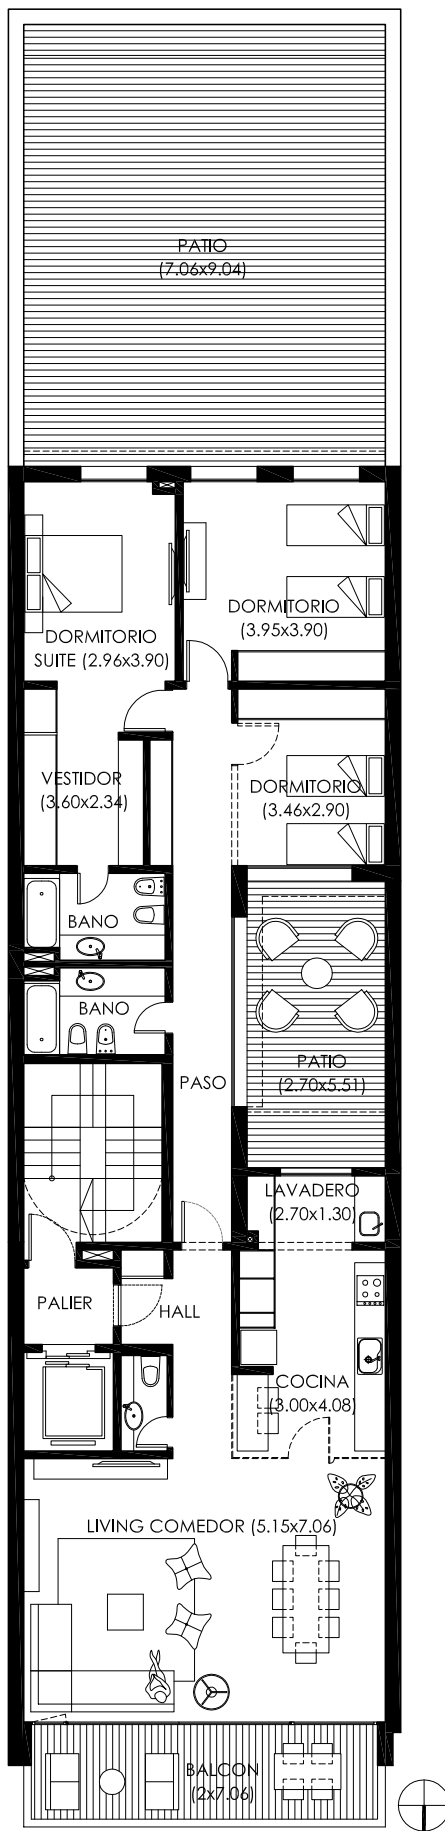 PATIO
(7.06x9.04)
DORMITORIO
(3.95x3.90)
DORMITORIO
SUITE (2.96x3.90)
VESTIDOR
(3.60x2.34)
DORMITORIO
(3.46x2.90)
BANO
BANO
PATIO
(2.70x5.51)
PASO
LAVADERO
(2.70x1.30)
PALIER
HALL
COCINA
(3.00x4.08)
LIVING COMEDOR (5.15x7.06)
BALCON
(2x7.06)